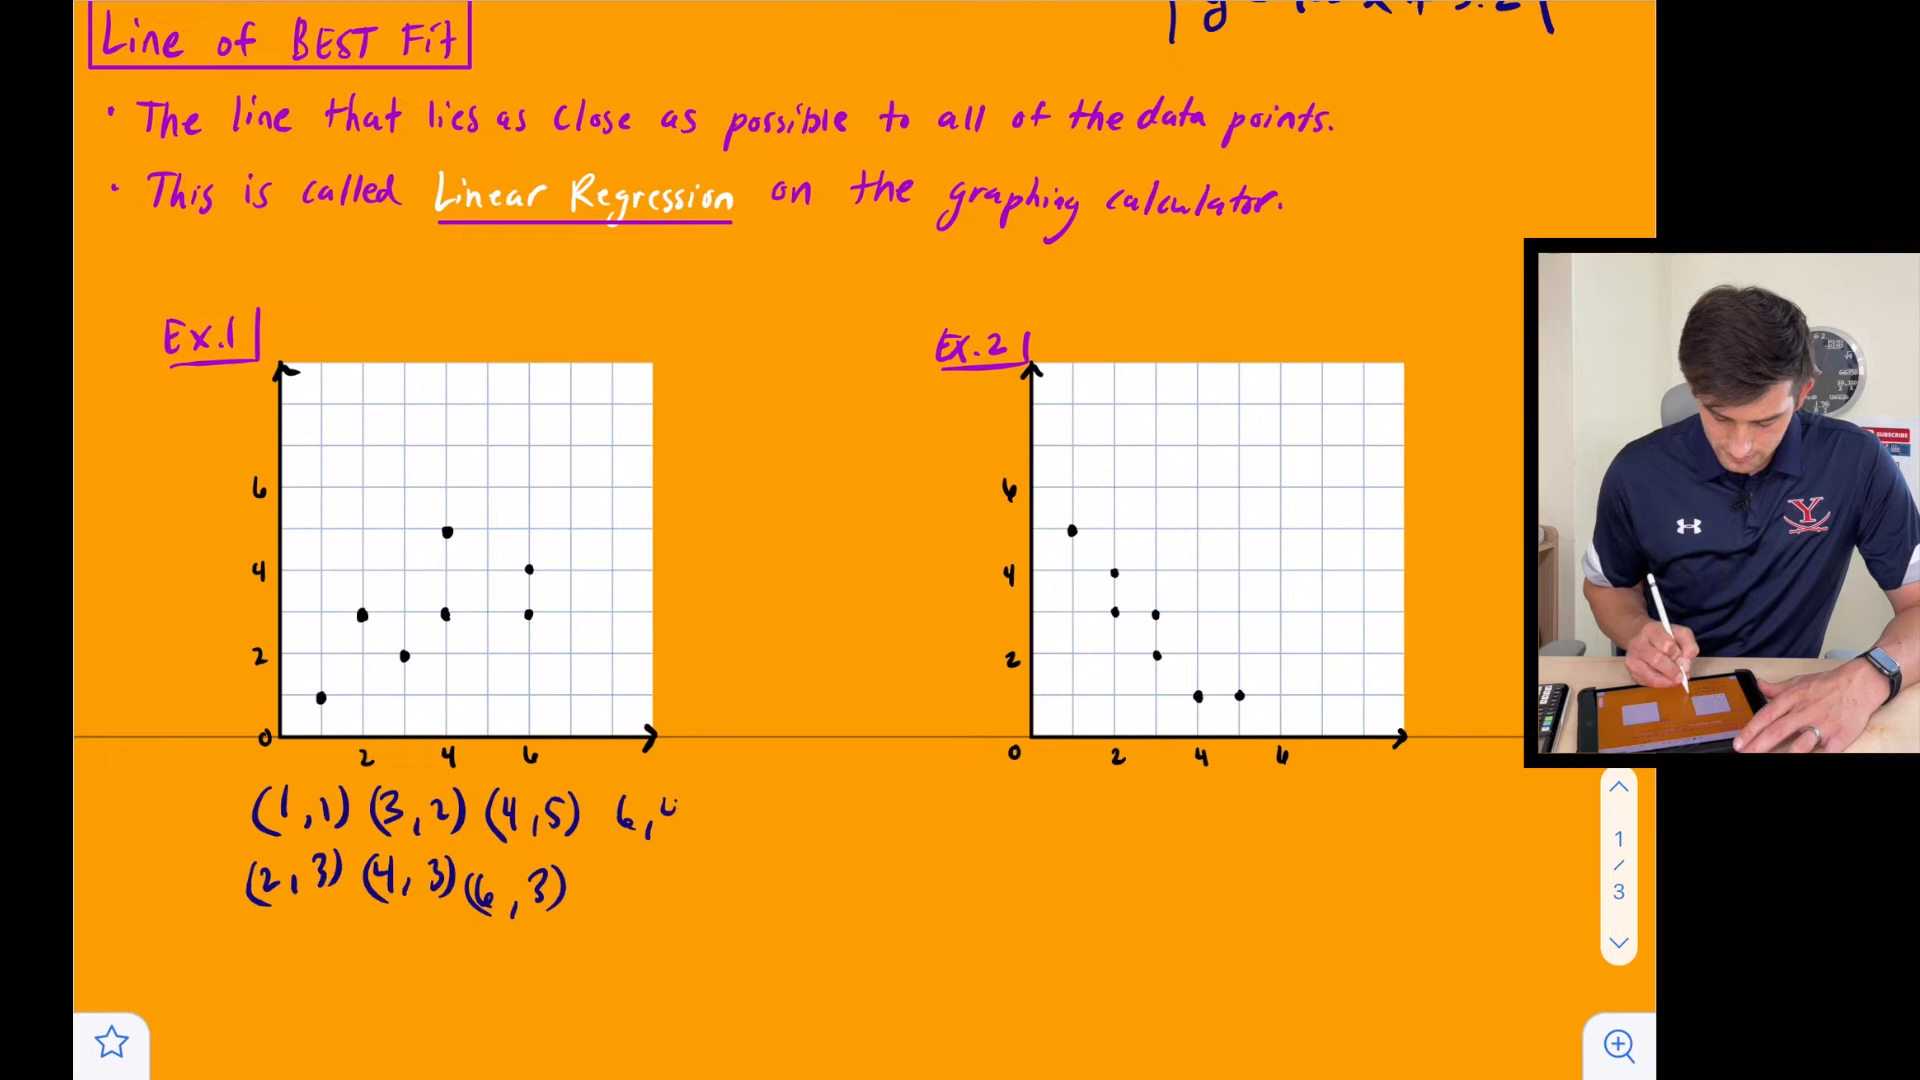 Line of BEST Fit
• The line that lies as close as possible to all of the data points.
• This is called Linear Regression on the graphing calculator.
Ex.1
Ex.2
6
4
2
0
2 4 6
6
4
2
0
2 4 6
(1,1) (3,2) (4,5) 6,
(2,3) (4,3) (6,3)
Y
SUBSCRIBE
1
/
3